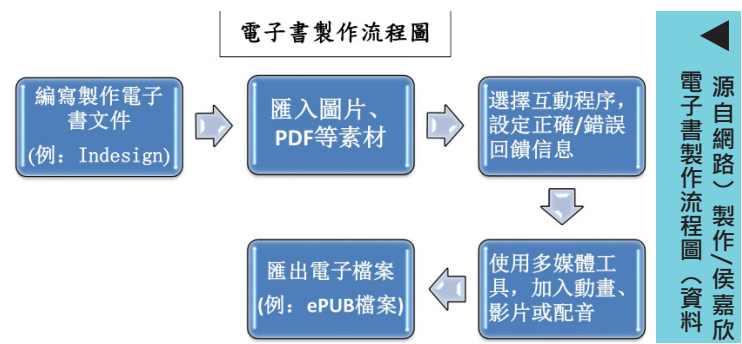 電子書製作流程圖
編寫製作電子
書文件
(例：Indesign)
匯入圖片、
PDF等素材
選擇互動程序，
設定正確/錯誤
回饋信息
使用多媒體工
具，加入動畫、
影片或配音
匯出電子檔案
(例：ePUB檔案)
◀
電子書製作流程圖（資料
源自網路）製作/侯嘉欣